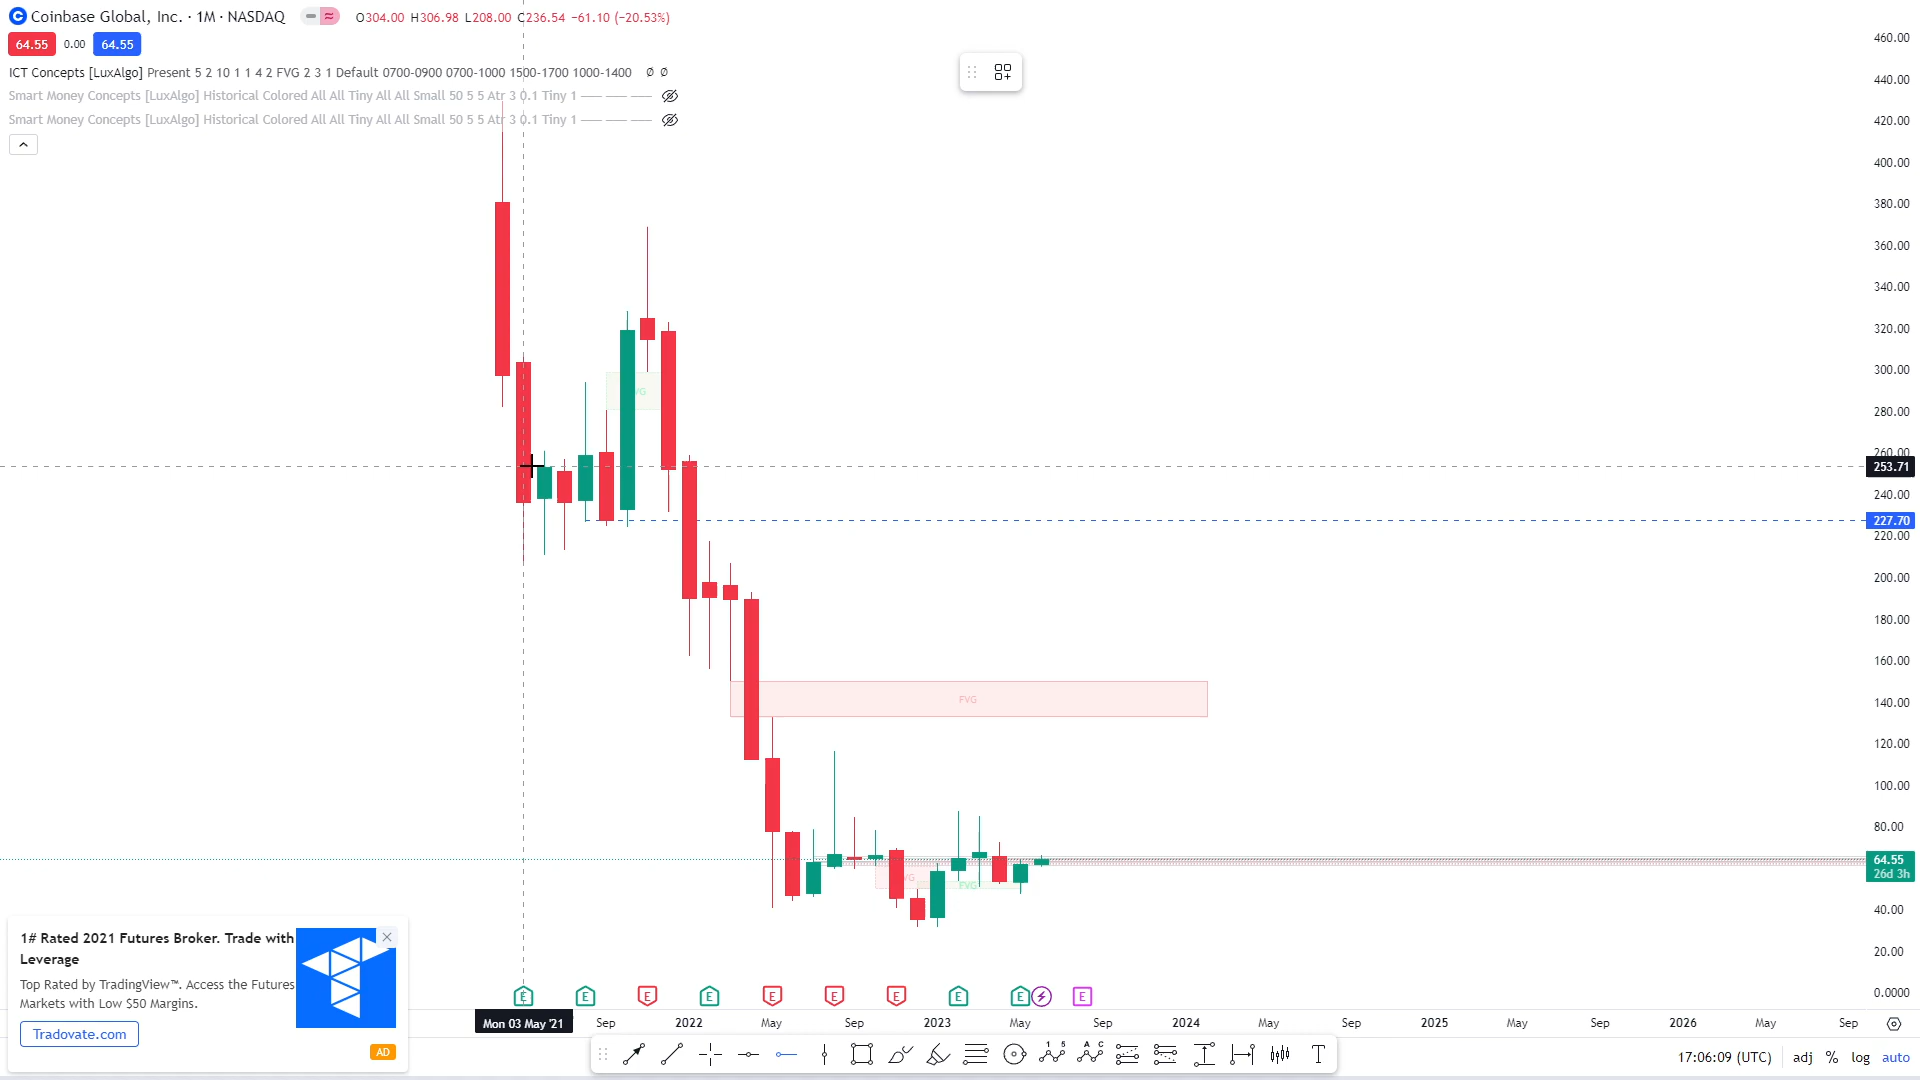 Coinbase Global, Inc. · 1M · NASDAQ O304.00 H306.98 L208.00 C236.54 −61.10 (−20.53%)
64.55 0.00 64.55
ICT Concepts [LuxAlgo] Present 5 2 10 1 1 4 2 FVG 2 3 1 Default 0700-0900 0700-1000 1500-1700 1000-1400 Ø Ø
Smart Money Concepts [LuxAlgo] Historical Colored All All Tiny All All Small 50 5 5 Atr 3 0.1 Tiny 1
Smart Money Concepts [LuxAlgo] Historical Colored All All Tiny All All Small 50 5 5 Atr 3 0.1 Tiny 1
460.00
440.00
420.00
400.00
380.00
360.00
340.00
320.00
300.00
280.00
260.00
253.71
240.00
227.70
220.00
200.00
180.00
160.00
140.00
120.00
100.00
80.00
64.55
26d 3h
40.00
20.00
0.0000
FVG
FVG
1# Rated 2021 Futures Broker. Trade with
Leverage
Top Rated by TradingView™. Access the Futures
Markets with Low $50 Margins.
Tradovate.com
AD
E E E E E E E E E E
Mon 03 May '21 Sep 2022 May Sep 2023 May Sep 2024 May Sep 2025 May Sep 2026 May Sep
1 5 A C T
17:06:09 (UTC) adj % log auto